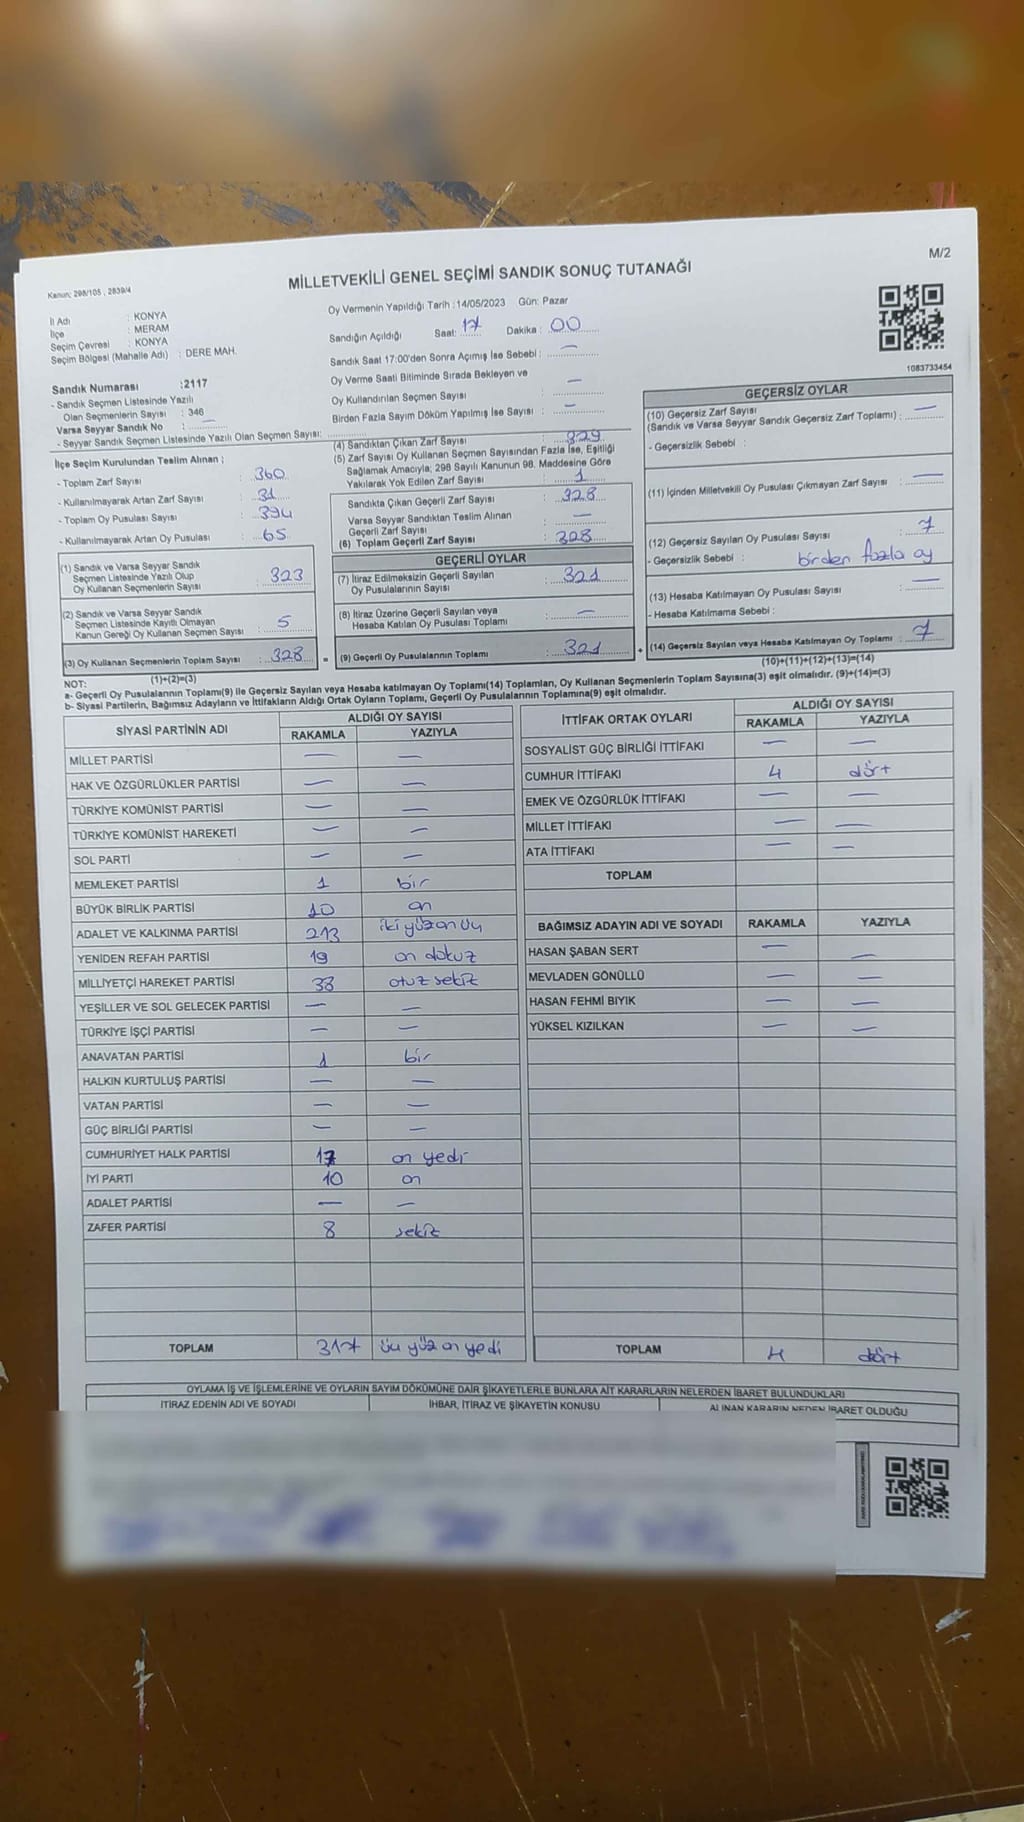 M/2
MİLLETVEKİLİ GENEL SEÇİMİ SANDIK SONUÇ TUTANAĞI
Kanun: 298/105 , 2839/4
İl Adı : KONYA
İlçe : MERAM
Seçim Çevresi : KONYA
Seçim Bölgesi (Mahalle Adı) : DERE MAH.
Oy Vermenin Yapıldığı Tarih :14/05/2023 Gün: Pazar
Sandığın Açıldığı Saat: 17 Dakika : 00
Sandık Saat 17:00'den Sonra Açımış İse Sebebi : —
Oy Verme Saati Bitiminde Sırada Bekleyen ve
Oy Kullandırılan Seçmen Sayısı : —
Birden Fazla Sayım Döküm Yapılmış İse Sayısı : —
1083733454
Sandık Numarası :2117
- Sandık Seçmen Listesinde Yazılı
Olan Seçmenlerin Sayısı : 346
Varsa Seyyar Sandık No : —
- Seyyar Sandık Seçmen Listesinde Yazılı Olan Seçmen Sayısı:
İlçe Seçim Kurulundan Teslim Alınan ;
- Toplam Zarf Sayısı : 360
- Kullanılmayarak Artan Zarf Sayısı : 31
- Toplam Oy Pusulası Sayısı : 394
- Kullanılmayarak Artan Oy Pusulası : 65
(1) Sandık ve Varsa Seyyar Sandık
Seçmen Listesinde Yazılı Olup
Oy Kullanan Seçmenlerin Sayısı : 323
(2) Sandık ve Varsa Seyyar Sandık
Seçmen Listesinde Kayıtlı Olmayan
Kanun Gereği Oy Kullanan Seçmen Sayısı : 5
(3) Oy Kullanan Seçmenlerin Toplam Sayısı : 328 =
(1)+(2)=(3)
(4) Sandıktan Çıkan Zarf Sayısı : 329
(5) Zarf Sayısı Oy Kullanan Seçmen Sayısından Fazla İse, Eşitliği
Sağlamak Amacıyla; 298 Sayılı Kanunun 98. Maddesine Göre
Yakılarak Yok Edilen Zarf Sayısı : 1
Sandıkta Çıkan Geçerli Zarf Sayısı : 328
Varsa Seyyar Sandıktan Teslim Alınan
Geçerli Zarf Sayısı : —
(6) Toplam Geçerli Zarf Sayısı : 328
GEÇERLİ OYLAR
(7) İtiraz Edilmeksizin Geçerli Sayılan
Oy Pusulalarının Sayısı : 321
(8) İtiraz Üzerine Geçerli Sayılan veya
Hesaba Katılan Oy Pusulası Toplamı : —
(9) Geçerli Oy Pusulalarının Toplamı : 321 +
GEÇERSİZ OYLAR
(10) Geçersiz Zarf Sayısı
(Sandık ve Varsa Seyyar Sandık Geçersiz Zarf Toplamı) : —
- Geçersizlik Sebebi :
(11) İçinden Milletvekili Oy Pusulası Çıkmayan Zarf Sayısı : —
(12) Geçersiz Sayılan Oy Pusulası Sayısı : 7
- Geçersizlik Sebebi : birden fazla oy
(13) Hesaba Katılmayan Oy Pusulası Sayısı : —
- Hesaba Katılmama Sebebi :
(14) Geçersiz Sayılan veya Hesaba Katılmayan Oy Toplamı : 7
(10)+(11)+(12)+(13)=(14)
NOT:
a- Geçerli Oy Pusulalarının Toplamı(9) ile Geçersiz Sayılan veya Hesaba katılmayan Oy Toplamı(14) Toplamları, Oy Kullanan Seçmenlerin Toplam Sayısına(3) eşit olmalıdır. (9)+(14)=(3)
b- Siyasi Partilerin, Bağımsız Adayların ve İttifakların Aldığı Ortak Oyların Toplamı, Geçerli Oy Pusulalarının Toplamına(9) eşit olmalıdır.
SİYASİ PARTİNİN ADI ALDIĞI OY SAYISI
RAKAMLA YAZIYLA
MİLLET PARTİSİ — —
HAK VE ÖZGÜRLÜKLER PARTİSİ — —
TÜRKİYE KOMÜNİST PARTİSİ — —
TÜRKİYE KOMÜNİST HAREKETİ — —
SOL PARTİ — —
MEMLEKET PARTİSİ 1 bir
BÜYÜK BİRLİK PARTİSİ 10 on
ADALET VE KALKINMA PARTİSİ 213 iki yüz on üç
YENİDEN REFAH PARTİSİ 19 on dokuz
MİLLİYETÇİ HAREKET PARTİSİ 38 otuz sekiz
YEŞİLLER VE SOL GELECEK PARTİSİ — —
TÜRKİYE İŞÇİ PARTİSİ — —
ANAVATAN PARTİSİ 1 bir
HALKIN KURTULUŞ PARTİSİ — —
VATAN PARTİSİ — —
GÜÇ BİRLİĞİ PARTİSİ — —
CUMHURİYET HALK PARTİSİ 17 on yedi
İYİ PARTİ 10 on
ADALET PARTİSİ — —
ZAFER PARTİSİ 8 sekiz
TOPLAM 317 üç yüz on yedi
İTTİFAK ORTAK OYLARI ALDIĞI OY SAYISI
RAKAMLA YAZIYLA
SOSYALİST GÜÇ BİRLİĞİ İTTİFAKI — —
CUMHUR İTTİFAKI 4 dört
EMEK VE ÖZGÜRLÜK İTTİFAKI — —
MİLLET İTTİFAKI — —
ATA İTTİFAKI — —
TOPLAM
BAĞIMSIZ ADAYIN ADI VE SOYADI RAKAMLA YAZIYLA
HASAN ŞABAN SERT — —
MEVLADEN GÖNÜLLÜ — —
HASAN FEHMİ BIYIK — —
YÜKSEL KIZILKAN — —
TOPLAM 4 dört
OYLAMA İŞ VE İŞLEMLERİNE VE OYLARIN SAYIM DÖKÜMÜNE DAİR ŞİKAYETLERLE BUNLARA AİT KARARLARIN NELERDEN İBARET BULUNDUKLARI
İTİRAZ EDENİN ADI VE SOYADI İHBAR, İTİRAZ VE ŞİKAYETİN KONUSU ALINAN KARARIN NEDEN İBARET OLDUĞU